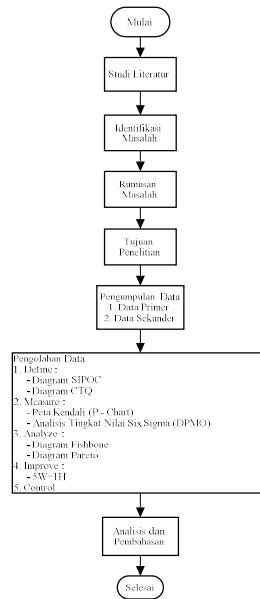 Mulai
Studi Literatur
Identifikasi
Masalah
Rumusan
Masalah
Tujuan
Penelitian
Pengumpulan Data
1. Data Primer
2. Data Sekunder
Pengolahan Data
1. Define :
- Diagram SIPOC
- Diagram CTQ
2. Measure :
- Peta Kendali (P - Chart)
- Analisis Tingkat Nilai Six Sigma (DPMO)
3. Analyze :
- Diagram Fishbone
- Diagram Pareto
4. Improve :
- 5W-1H
5. Control
Analisis dan
Pembahasan
Selesai